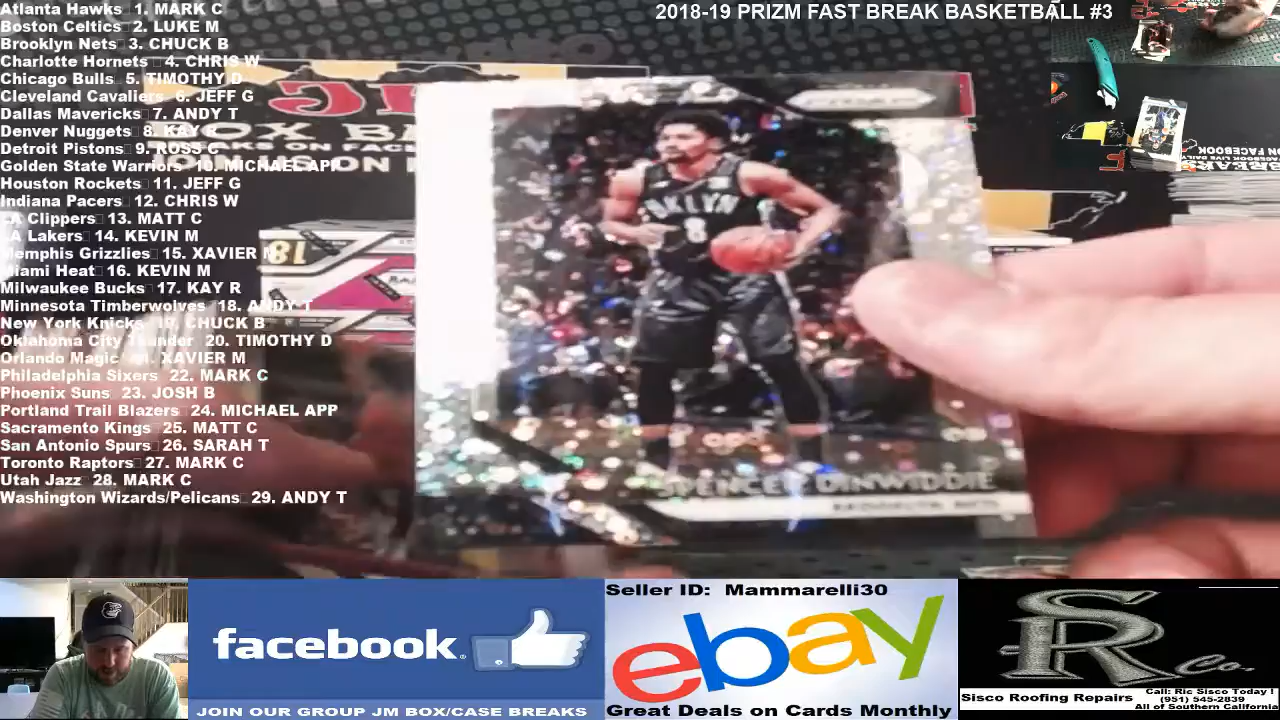 2018-19 PRIZM FAST BREAK BASKETBALL #3
Atlanta Hawks 1. MARK C
Boston Celtics 2. LUKE M
Brooklyn Nets 3. CHUCK B
Charlotte Hornets 4. CHRIS W
Chicago Bulls 5. TIMOTHY D
Cleveland Cavaliers 6. JEFF G
Dallas Mavericks 7. ANDY T
Denver Nuggets 8. KAY R
Detroit Pistons 9. ROSS C
Golden State Warriors 10. MICHAEL APP
Houston Rockets 11. JEFF G
Indiana Pacers 12. CHRIS W
LA Clippers 13. MATT C
LA Lakers 14. KEVIN M
Memphis Grizzlies 15. XAVIER M
Miami Heat 16. KEVIN M
Milwaukee Bucks 17. KAY R
Minnesota Timberwolves 18. ANDY T
New York Knicks 19. CHUCK B
Oklahoma City Thunder 20. TIMOTHY D
Orlando Magic 21. XAVIER M
Philadelphia Sixers 22. MARK C
Phoenix Suns 23. JOSH B
Portland Trail Blazers 24. MICHAEL APP
Sacramento Kings 25. MATT C
San Antonio Spurs 26. SARAH T
Toronto Raptors 27. MARK C
Utah Jazz 28. MARK C
Washington Wizards/Pelicans 29. ANDY T
OKLYN
8
SPENCER DINWIDDIE
BROOKLYN NETS
facebook
JOIN OUR GROUP JM BOX/CASE BREAKS
Seller ID: Mammarelli30
ebay
Great Deals on Cards Monthly
SR Co.
Sisco Roofing Repairs
Call: Ric Sisco Today !
(951) 545-2839
All of Southern California